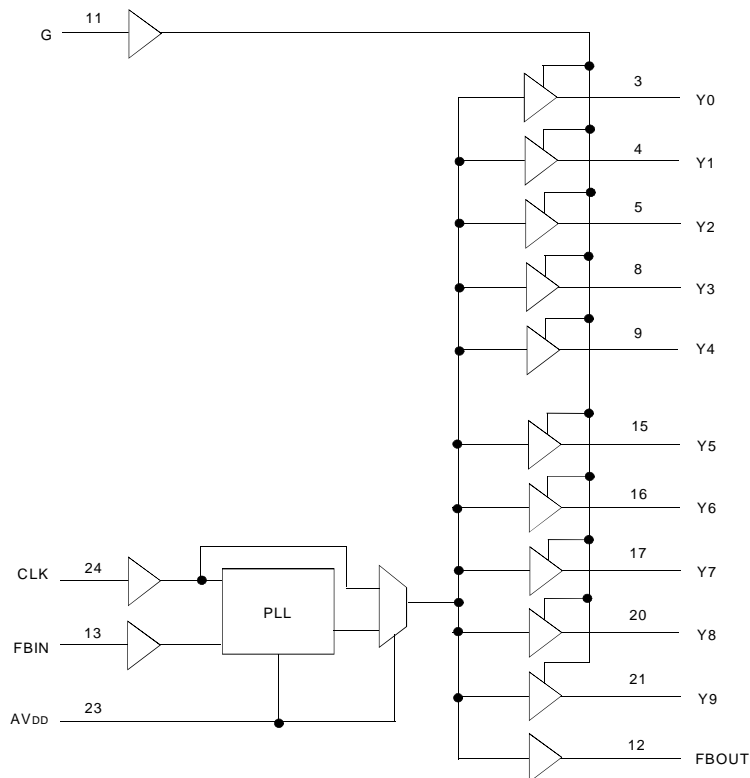 G 11
3 Y0
4 Y1
5 Y2
8 Y3
9 Y4
15 Y5
16 Y6
17 Y7
20 Y8
21 Y9
12 FBOUT
CLK 24
PLL
FBIN 13
AVDD 23